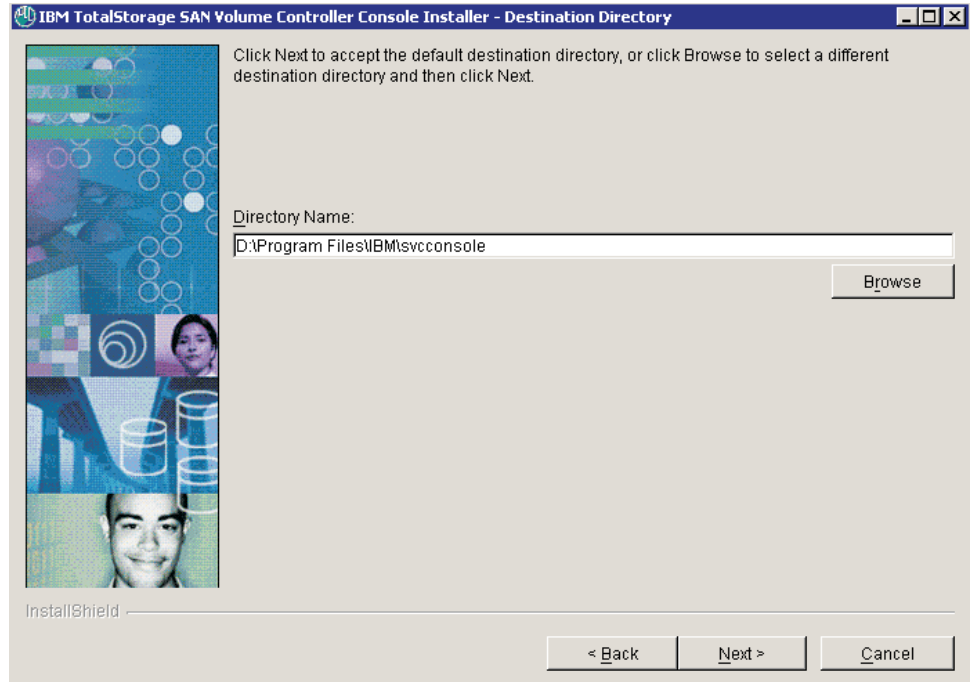 IBM TotalStorage SAN Volume Controller Console Installer - Destination Directory
Click Next to accept the default destination directory, or click Browse to select a different
destination directory and then click Next.
Directory Name:
D:\Program Files\IBM\svcconsole
Browse
InstallShield
< Back
Next >
Cancel